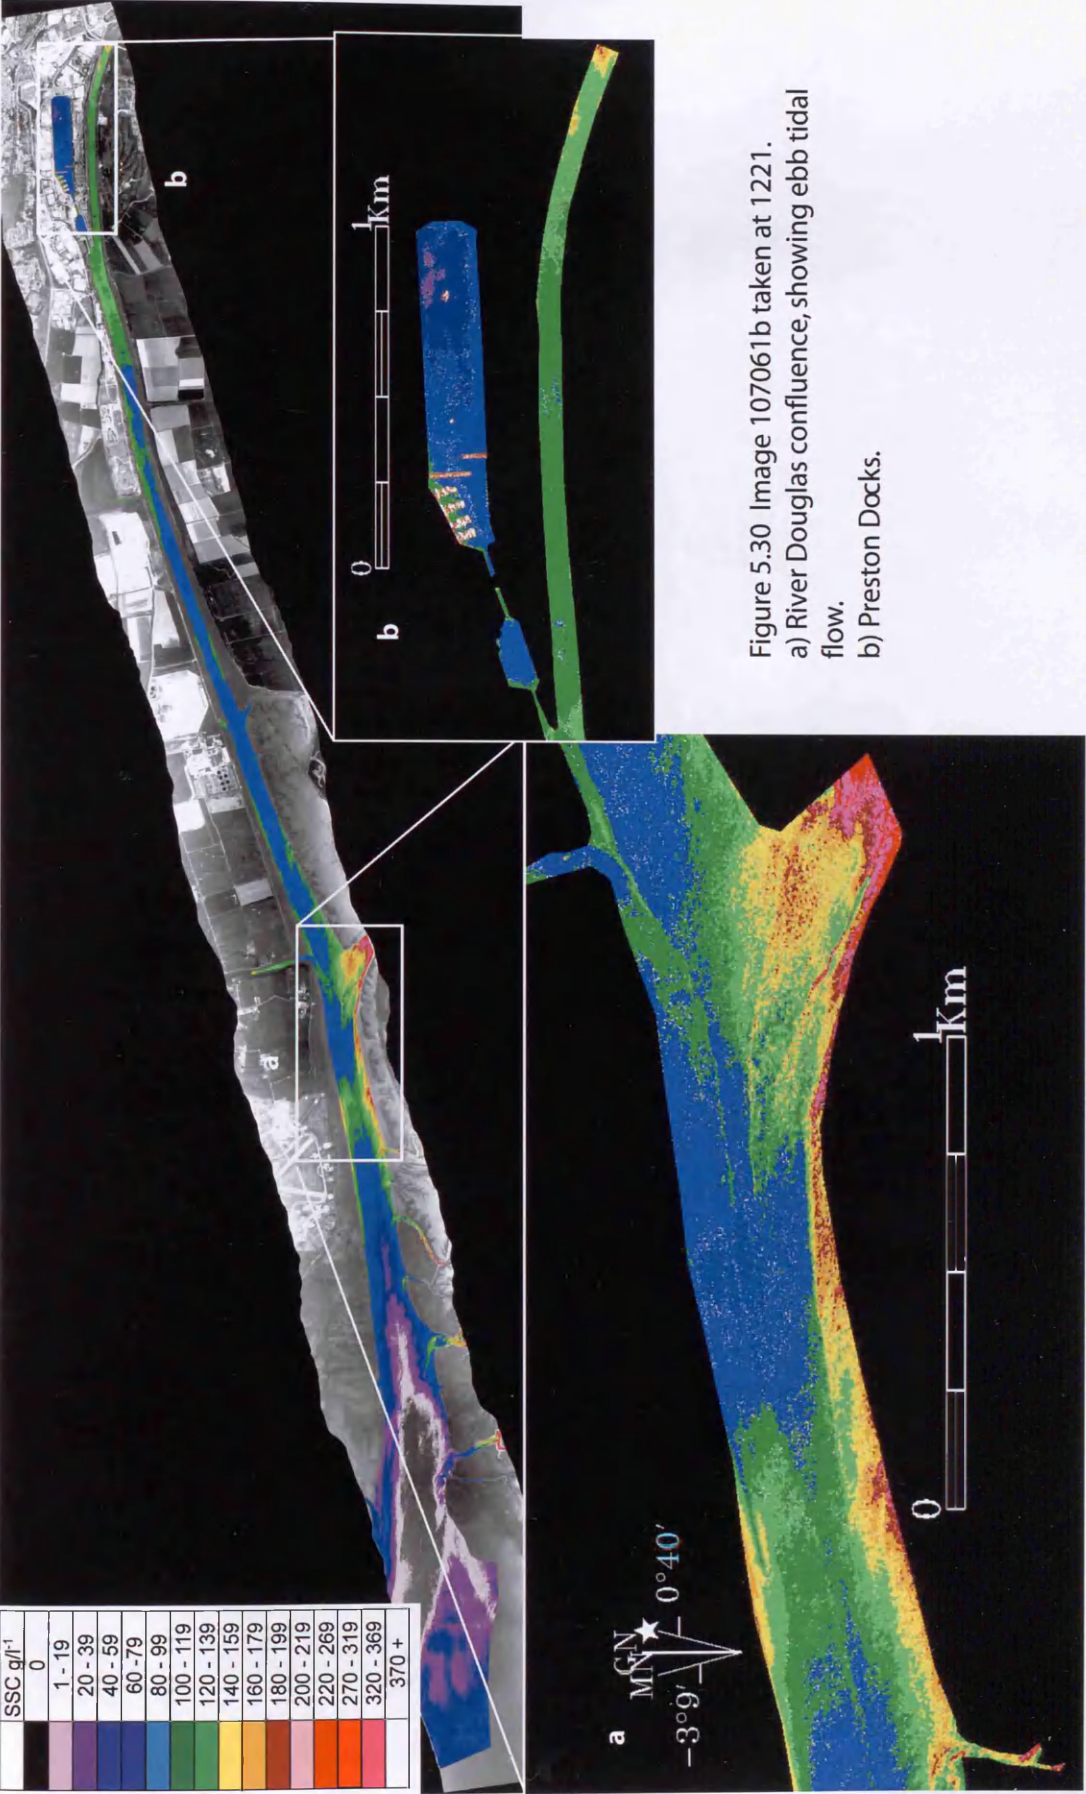 SSC g/l⁻¹
0
1 - 19
20 - 39
40 - 59
60 - 79
80 - 99
100 - 119
120 - 139
140 - 159
160 - 179
180 - 199
200 - 219
220 - 269
270 - 319
320 - 369
370 +
a
b
b
0
1
Km
a
MN
GN
-3°9'
0°40'
0
1
Km
Figure 5.30 Image 107061b taken at 1221.
a) River Douglas confluence, showing ebb tidal
flow.
b) Preston Docks.